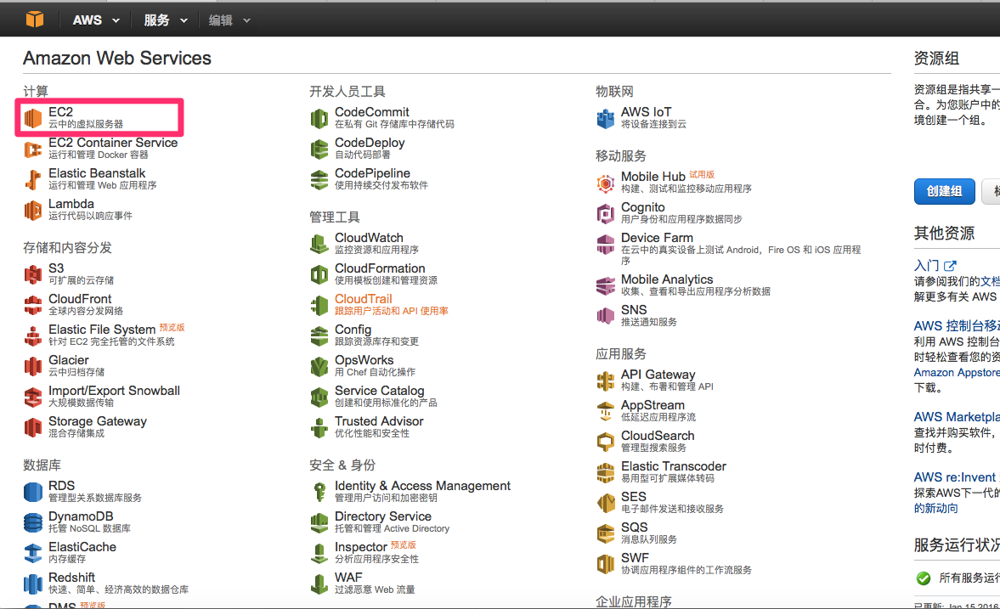 AWS 服务 编辑
Amazon Web Services
计算
EC2
云中的虚拟服务器
EC2 Container Service
运行和管理 Docker 容器
Elastic Beanstalk
运行和管理 Web 应用程序
Lambda
运行代码以响应事件
存储和内容分发
S3
可扩展的云存储
CloudFront
全球内容分发网络
Elastic File System 预览版
针对 EC2 完全托管的文件系统
Glacier
云中归档存储
Import/Export Snowball
大规模数据传输
Storage Gateway
混合存储集成
数据库
RDS
管理型关系数据库服务
DynamoDB
托管 NoSQL 数据库
ElastiCache
内存缓存
Redshift
快速、简单、经济高效的数据仓库
DMS 预览版
开发人员工具
CodeCommit
在私有 Git 存储库中存储代码
CodeDeploy
自动代码部署
CodePipeline
使用持续交付发布软件
管理工具
CloudWatch
监控资源和应用程序
CloudFormation
使用模板创建和管理资源
CloudTrail
跟踪用户活动和 API 使用率
Config
跟踪资源库存和变更
OpsWorks
用 Chef 自动化操作
Service Catalog
创建和使用标准化的产品
Trusted Advisor
优化性能和安全性
安全 & 身份
Identity & Access Management
管理用户访问和加密密钥
Directory Service
托管和管理 Active Directory
Inspector 预览版
分析应用程序安全性
WAF
过滤恶意 Web 流量
物联网
AWS IoT
将设备连接到云
移动服务
Mobile Hub 试用版
构建、测试和监控移动应用程序
Cognito
用户身份和应用程序数据同步
Device Farm
在云中的真实设备上测试 Android，Fire OS 和 iOS 应用程
序
Mobile Analytics
收集、查看和导出应用程序分析数据
SNS
推送通知服务
应用服务
API Gateway
构建、布署和管理 API
AppStream
低延迟应用程序流
CloudSearch
管理型搜索服务
Elastic Transcoder
易用型可扩展媒体转码
SES
电子邮件发送和接收服务
SQS
消息队列服务
SWF
协调应用程序组件的工作流服务
企业应用程序
资源组
资源组是指共享一
合。为您账户中的
境创建一个组。
创建组
其他资源
入门
请参阅我们的文档
解更多有关 AWS
AWS 控制台移动
利用 AWS 控制台
时轻松查看您的资
Amazon Appstore
下载。
AWS Marketpla
查找并购买软件，
时付费。
AWS re:Invent
探索AWS下一代的
的新动向
服务运行状况
所有服务运行
已更新: Jan 15 2016